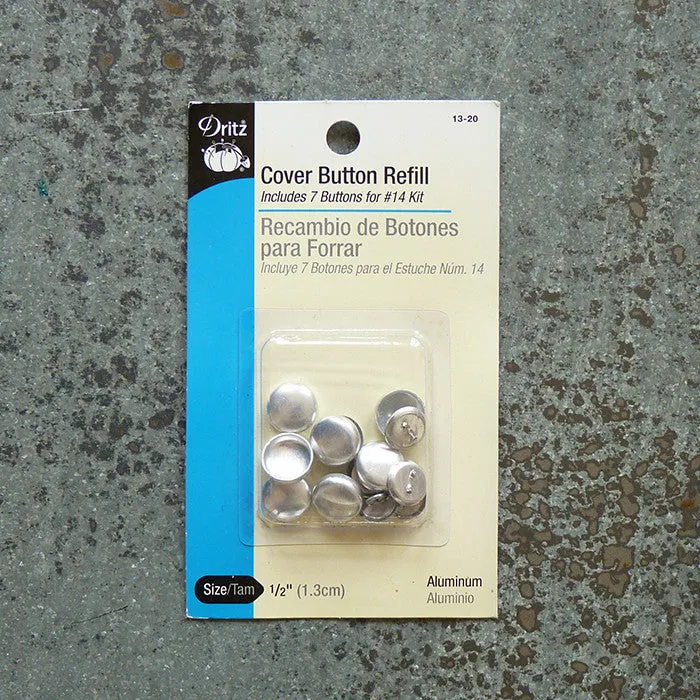 Dritz®
13-20
Cover Button Refill
Includes 7 Buttons for #14 Kit
Recambio de Botones
para Forrar
Incluye 7 Botones para el Estuche Núm. 14
Size/Tam 1/2" (1.3cm)
Aluminum
Aluminio